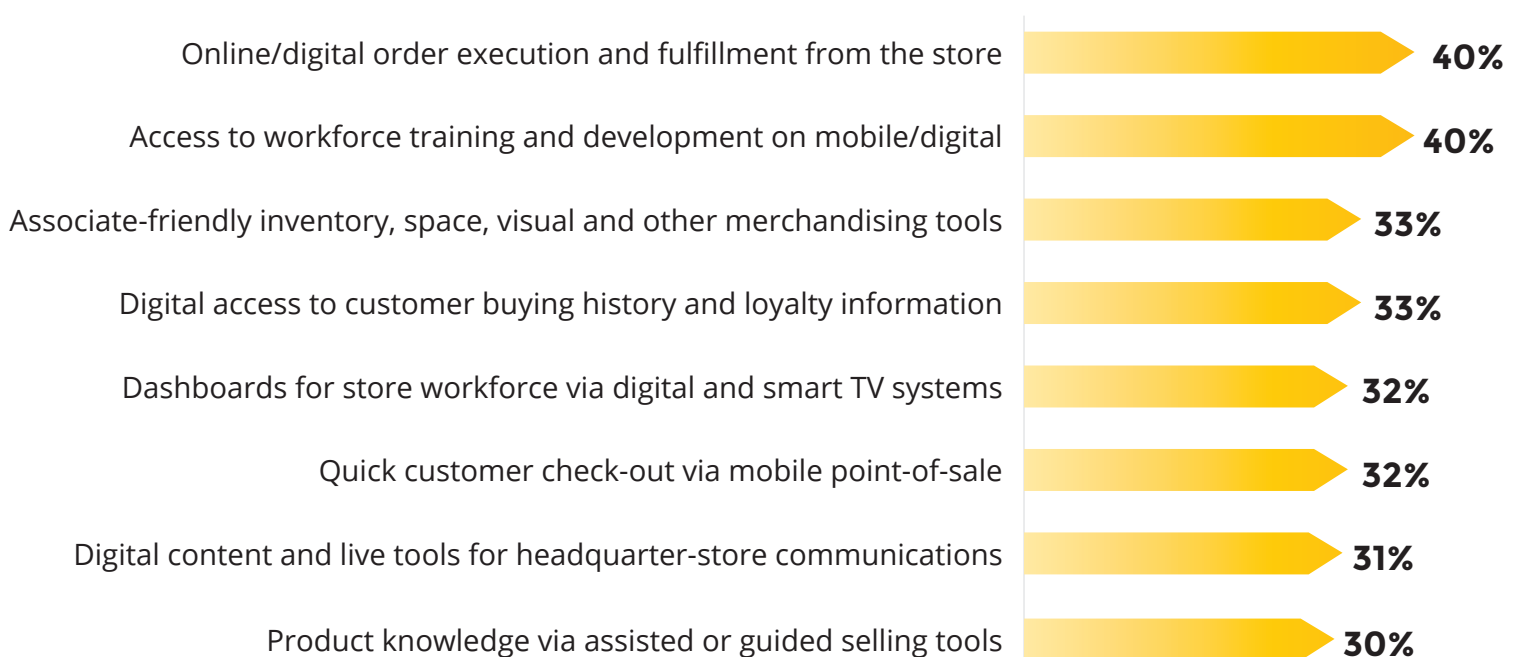 Online/digital order execution and fulfillment from the store 40%
Access to workforce training and development on mobile/digital 40%
Associate-friendly inventory, space, visual and other merchandising tools 33%
Digital access to customer buying history and loyalty information 33%
Dashboards for store workforce via digital and smart TV systems 32%
Quick customer check-out via mobile point-of-sale 32%
Digital content and live tools for headquarter-store communications 31%
Product knowledge via assisted or guided selling tools 30%